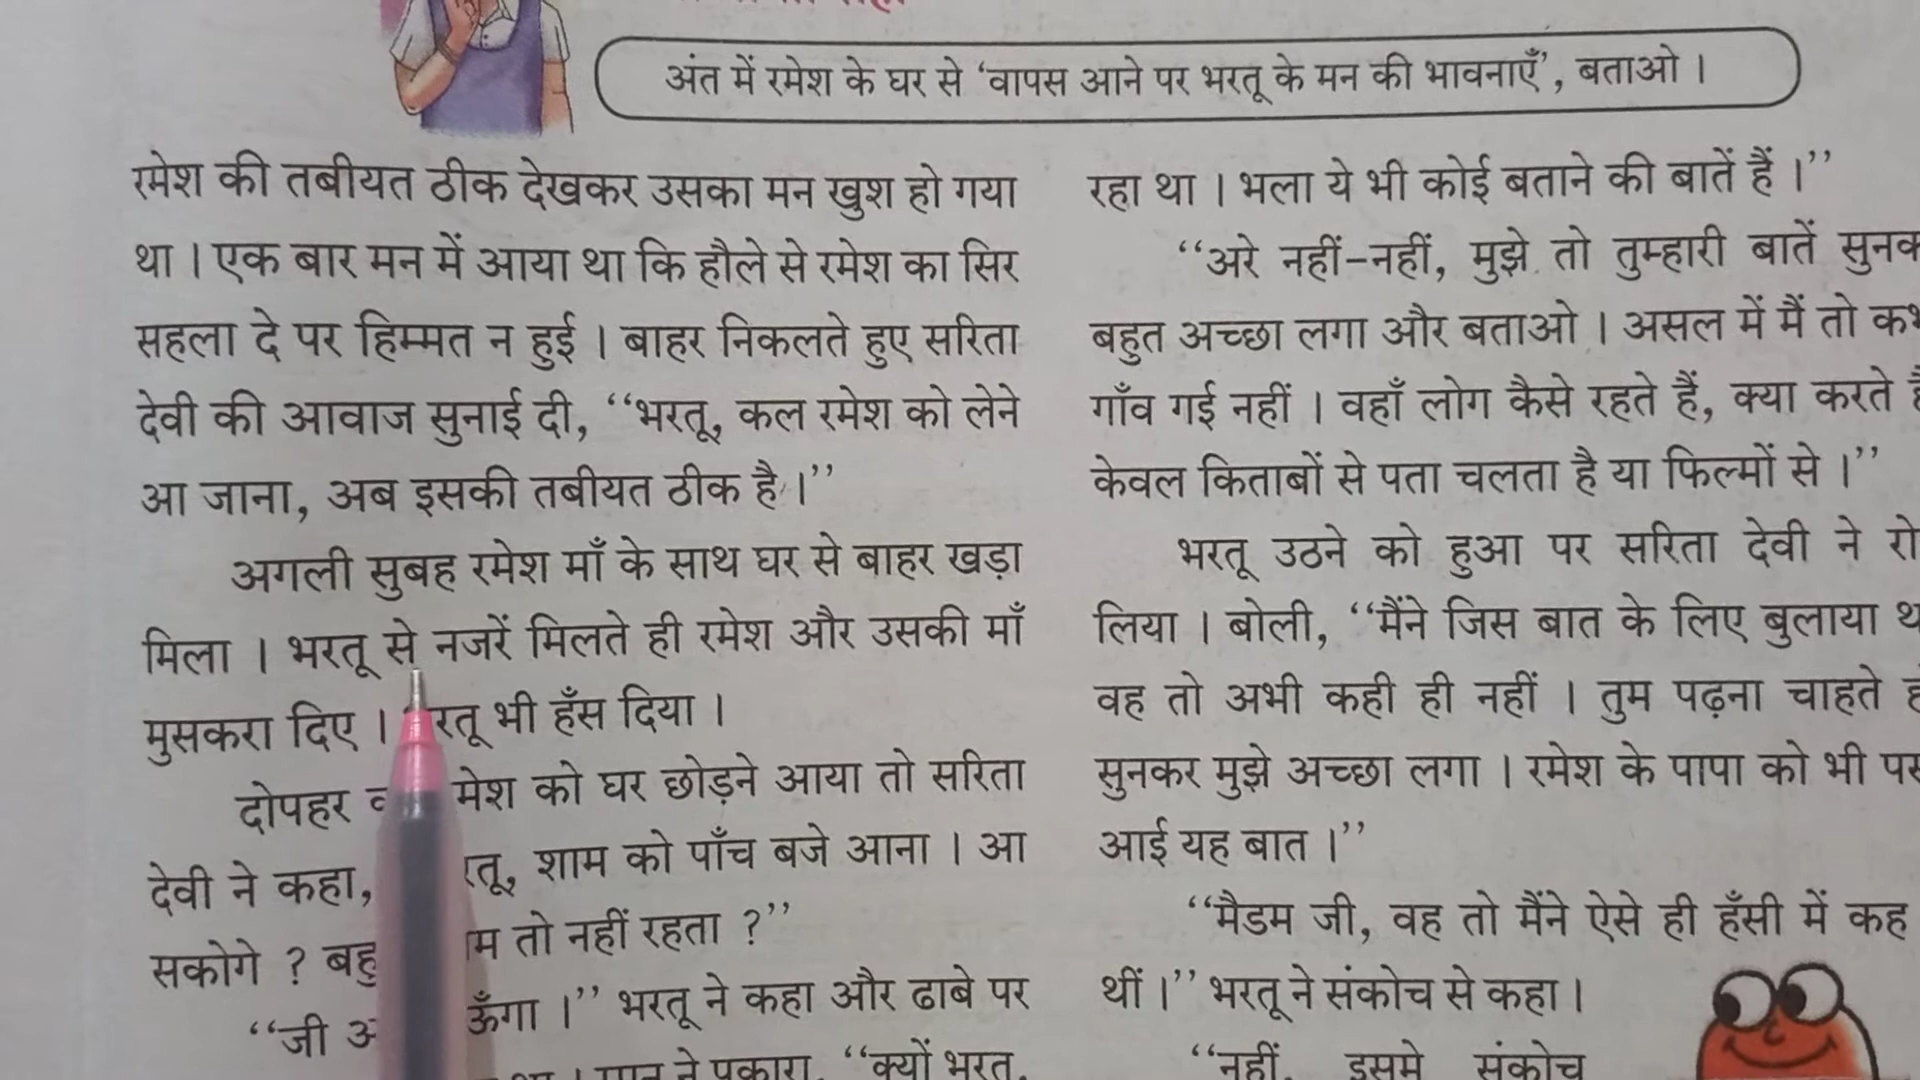 अंत में रमेश के घर से ‘वापस आने पर भरतू के मन की भावनाएँ’, बताओ ।
रमेश की तबीयत ठीक देखकर उसका मन खुश हो गया
था । एक बार मन में आया था कि हौले से रमेश का सिर
सहला दे पर हिम्मत न हुई । बाहर निकलते हुए सरिता
देवी की आवाज सुनाई दी, ‘‘भरतू, कल रमेश को लेने
आ जाना, अब इसकी तबीयत ठीक है ।’’
अगली सुबह रमेश माँ के साथ घर से बाहर खड़ा
मिला । भरतू से नजरें मिलते ही रमेश और उसकी माँ
मुसकरा दिए । भी हँस दिया ।
दोपहर को घर छोड़ने आया तो सरिता
देवी ने कहा, शाम को पाँच बजे आना । आ
सकोगे ? तो नहीं रहता ?’’
‘‘जी भरतू ने कहा और ढाबे पर
ने पुकारा, ‘‘क्यों भरतू,
रहा था । भला ये भी कोई बताने की बातें हैं ।’’
‘‘अरे नहीं-नहीं, मुझे तो तुम्हारी बातें
बहुत अच्छा लगा और बताओ । असल में मैं तो
गाँव गई नहीं । वहाँ लोग कैसे रहते हैं, क्या करते
केवल किताबों से पता चलता है या फिल्मों से ।’’
भरतू उठने को हुआ पर सरिता देवी ने
लिया । बोली, ‘‘मैंने जिस बात के लिए बुलाया
वह तो अभी कही ही नहीं । तुम पढ़ना चाहते
सुनकर मुझे अच्छा लगा । रमेश के पापा को भी
आई यह बात ।’’
‘‘मैडम जी, वह तो मैंने ऐसे ही हँसी में कह
थीं ।’’ भरतू ने संकोच से कहा ।
‘‘नहीं, इसमे संकोच